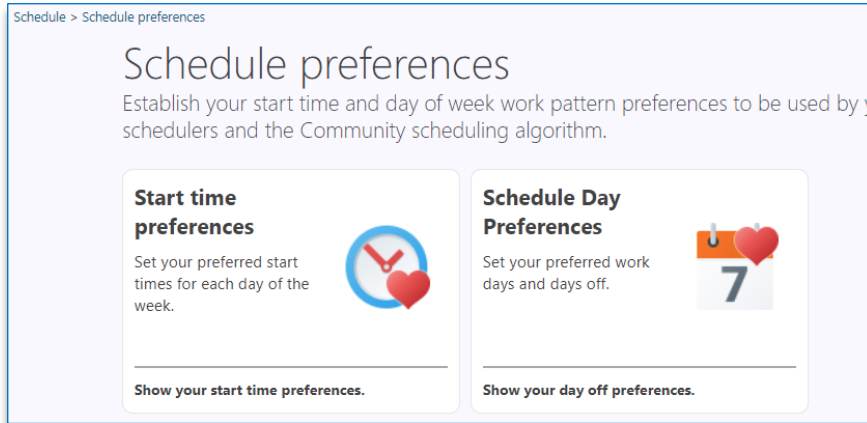 Schedule > Schedule preferences
Schedule preferences
Establish your start time and day of week work pattern preferences to be used by
schedulers and the Community scheduling algorithm.
Start time
preferences
Set your preferred start
times for each day of the
week.
Show your start time preferences.
Schedule Day
Preferences
Set your preferred work
days and days off.
7
Show your day off preferences.